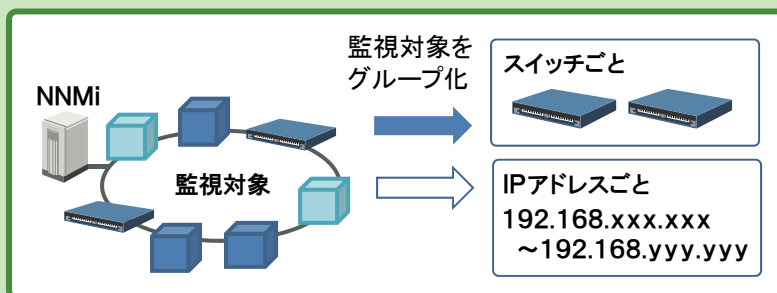 NNMi
監視対象
監視対象を
グループ化
スイッチごと
IPアドレスごと
192.168.xxx.xxx
～192.168.yyy.yyy